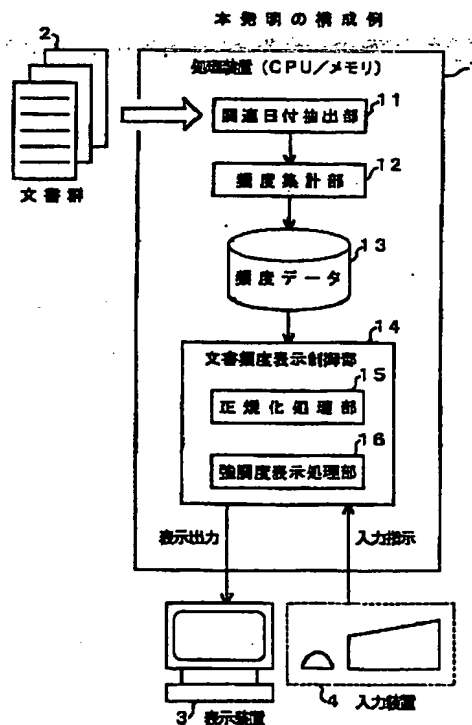 本発明の構成例
2
処理装置(CPU/メモリ)
関連日付抽出部
11
文書群
頻度集計部
12
頻度データ
13
14
文書頻度表示制御部
15
正規化処理部
16
強調度表示処理部
表示出力
入力指示
3 表示装置
4 入力装置